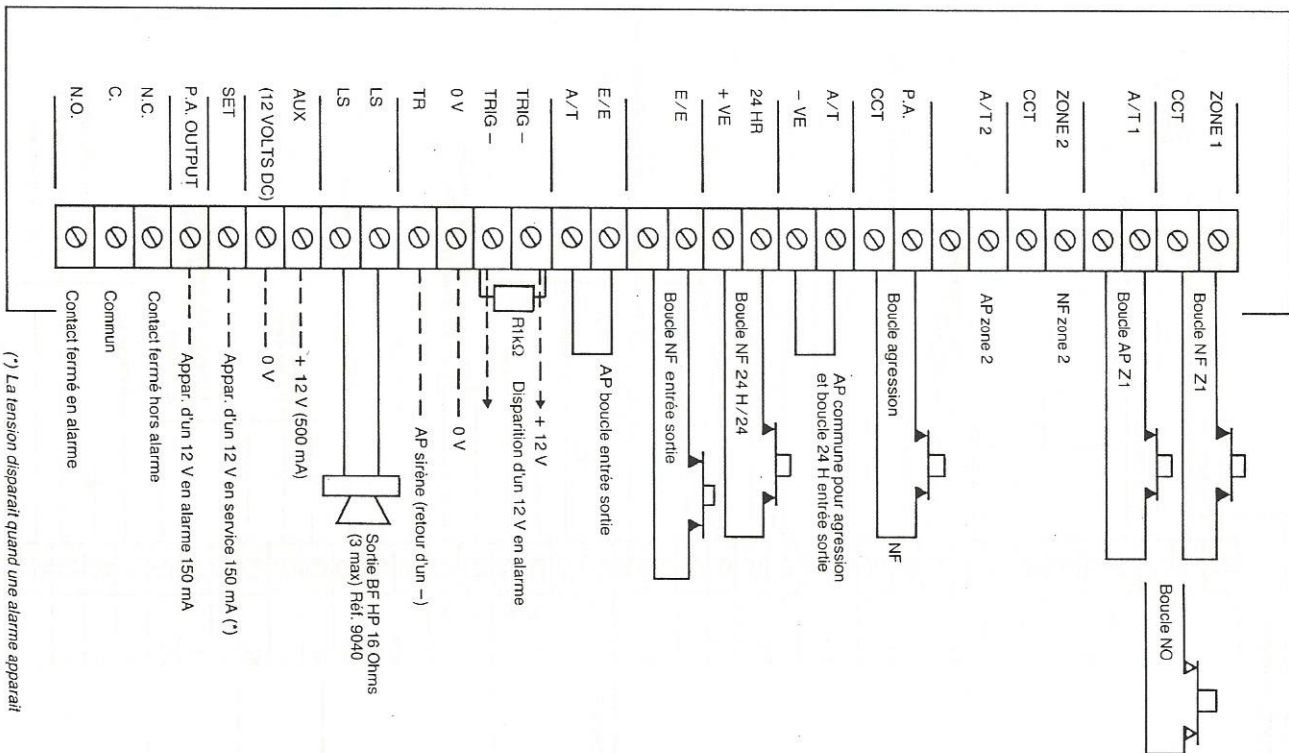 ZONE 1
CCT
A/T 1
ZONE 2
CCT
A/T 2
P.A.
CCT
A/T
– VE
24 HR
+ VE
E/E
E/E
A/T
TRIG –
TRIG –
0 V
TR
LS
LS
AUX
(12 VOLTS DC)
SET
P.A. OUTPUT
N.C.
C.
N.O.
Boucle NF Z1
Boucle AP Z1
Boucle NO
NF zone 2
AP zone 2
Boucle agression
NF
AP commune pour agression
et boucle 24 H entrée sortie
Boucle NF 24 H/24
Boucle NF entrée sortie
AP boucle entrée sortie
+ 12 V
R1kΩ
Disparition d'un 12 V en alarme
0 V
AP sirène (retour d'un –)
Sortie BF HP 16 Ohms
(3 max) Réf. 9040
+ 12 V (500 mA)
0 V
Appar. d'un 12 V en service 150 mA (*)
Appar. d'un 12 V en alarme 150 mA
Contact fermé hors alarme
Commun
Contact fermé en alarme
(*) La tension disparait quand une alarme apparait